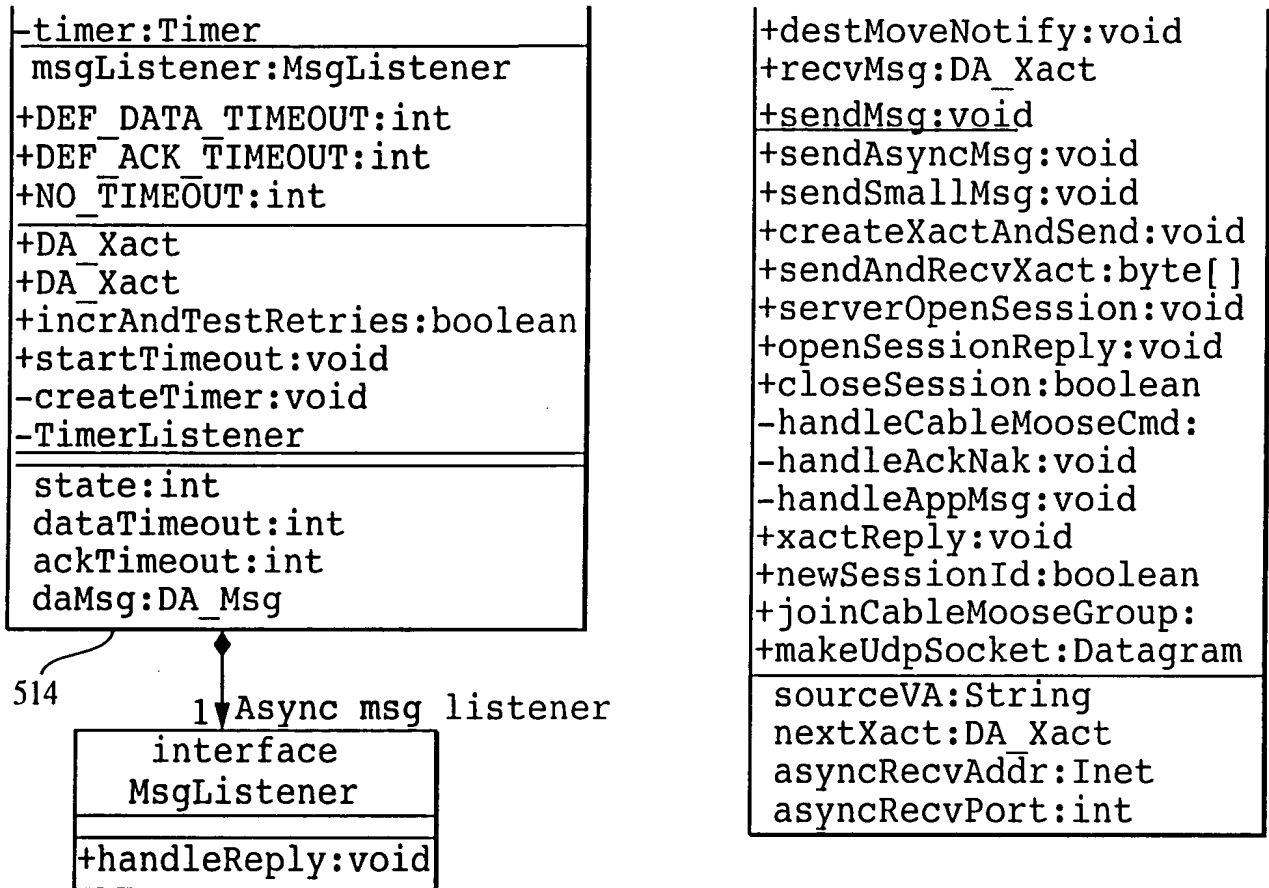 -timer:Timer
msgListener:MsgListener
+DEF_DATA_TIMEOUT:int
+DEF_ACK_TIMEOUT:int
+NO_TIMEOUT:int
+DA_Xact
+DA_Xact
+incrAndTestRetries:boolean
+startTimeout:void
-createTimer:void
-TimerListener
state:int
dataTimeout:int
ackTimeout:int
daMsg:DA_Msg
514
1 Async msg listener
interface
MsgListener
+handleReply:void
+destMoveNotify:void
+recvMsg:DA_Xact
+sendMsg:void
+sendAsyncMsg:void
+sendSmallMsg:void
+createXactAndSend:void
+sendAndRecvXact:byte[]
+serverOpenSession:void
+openSessionReply:void
+closeSession:boolean
-handleCableMooseCmd:
-handleAckNak:void
-handleAppMsg:void
+xactReply:void
+newSessionId:boolean
+joinCableMooseGroup:
+makeUdpSocket:Datagram
sourceVA:String
nextXact:DA_Xact
asyncRecvAddr:Inet
asyncRecvPort:int